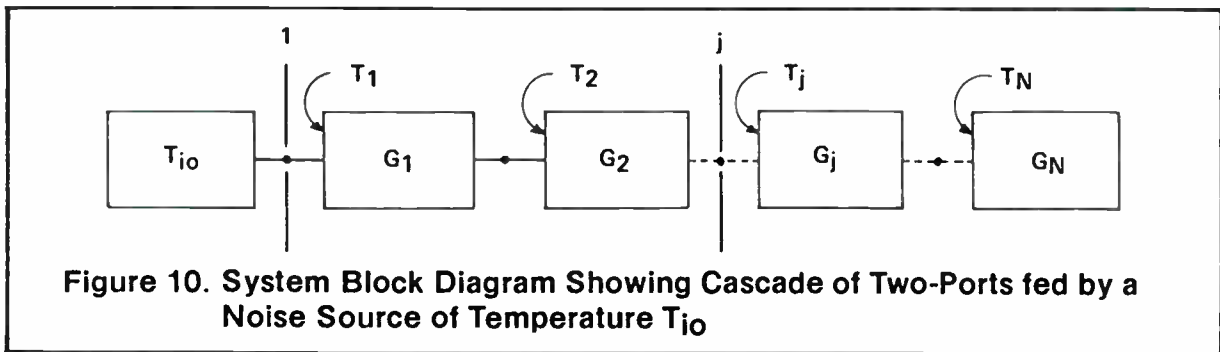 1
j
T1
T2
Tj
TN
Tio
G1
G2
Gj
GN
Figure 10. System Block Diagram Showing Cascade of Two-Ports fed by a
Noise Source of Temperature Tio